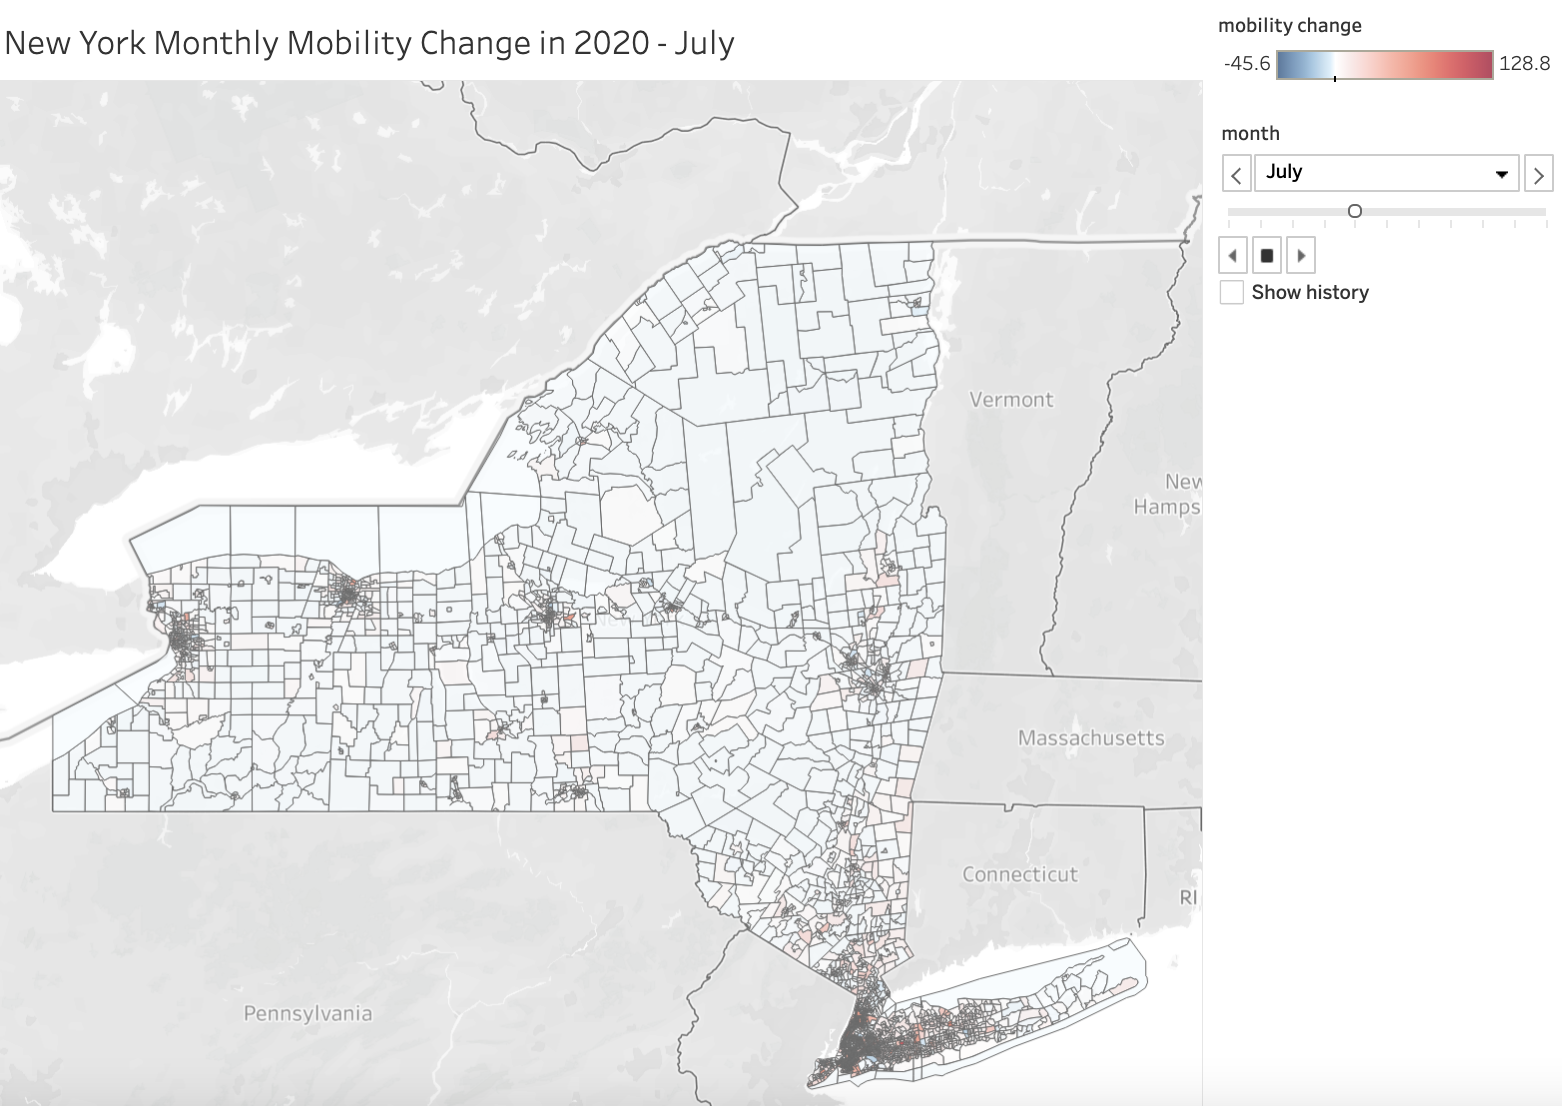 New York Monthly Mobility Change in 2020 - July
mobility change
-45.6
128.8
month
July
Show history
Vermont
New
Hamps
New
Massachusetts
Connecticut
RI
Pennsylvania